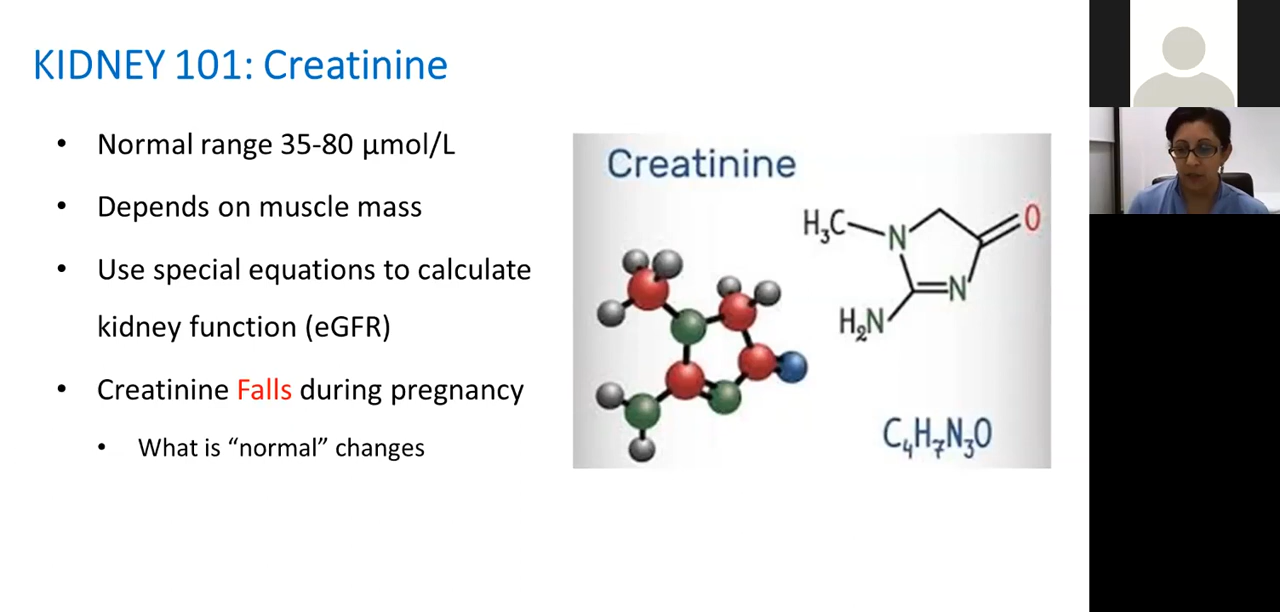 KIDNEY 101: Creatinine
• Normal range 35-80 µmol/L
• Depends on muscle mass
• Use special equations to calculate
kidney function (eGFR)
• Creatinine Falls during pregnancy
• What is “normal” changes
Creatinine
H₃C
N
O
N
H₂N
C₄H₇N₃O